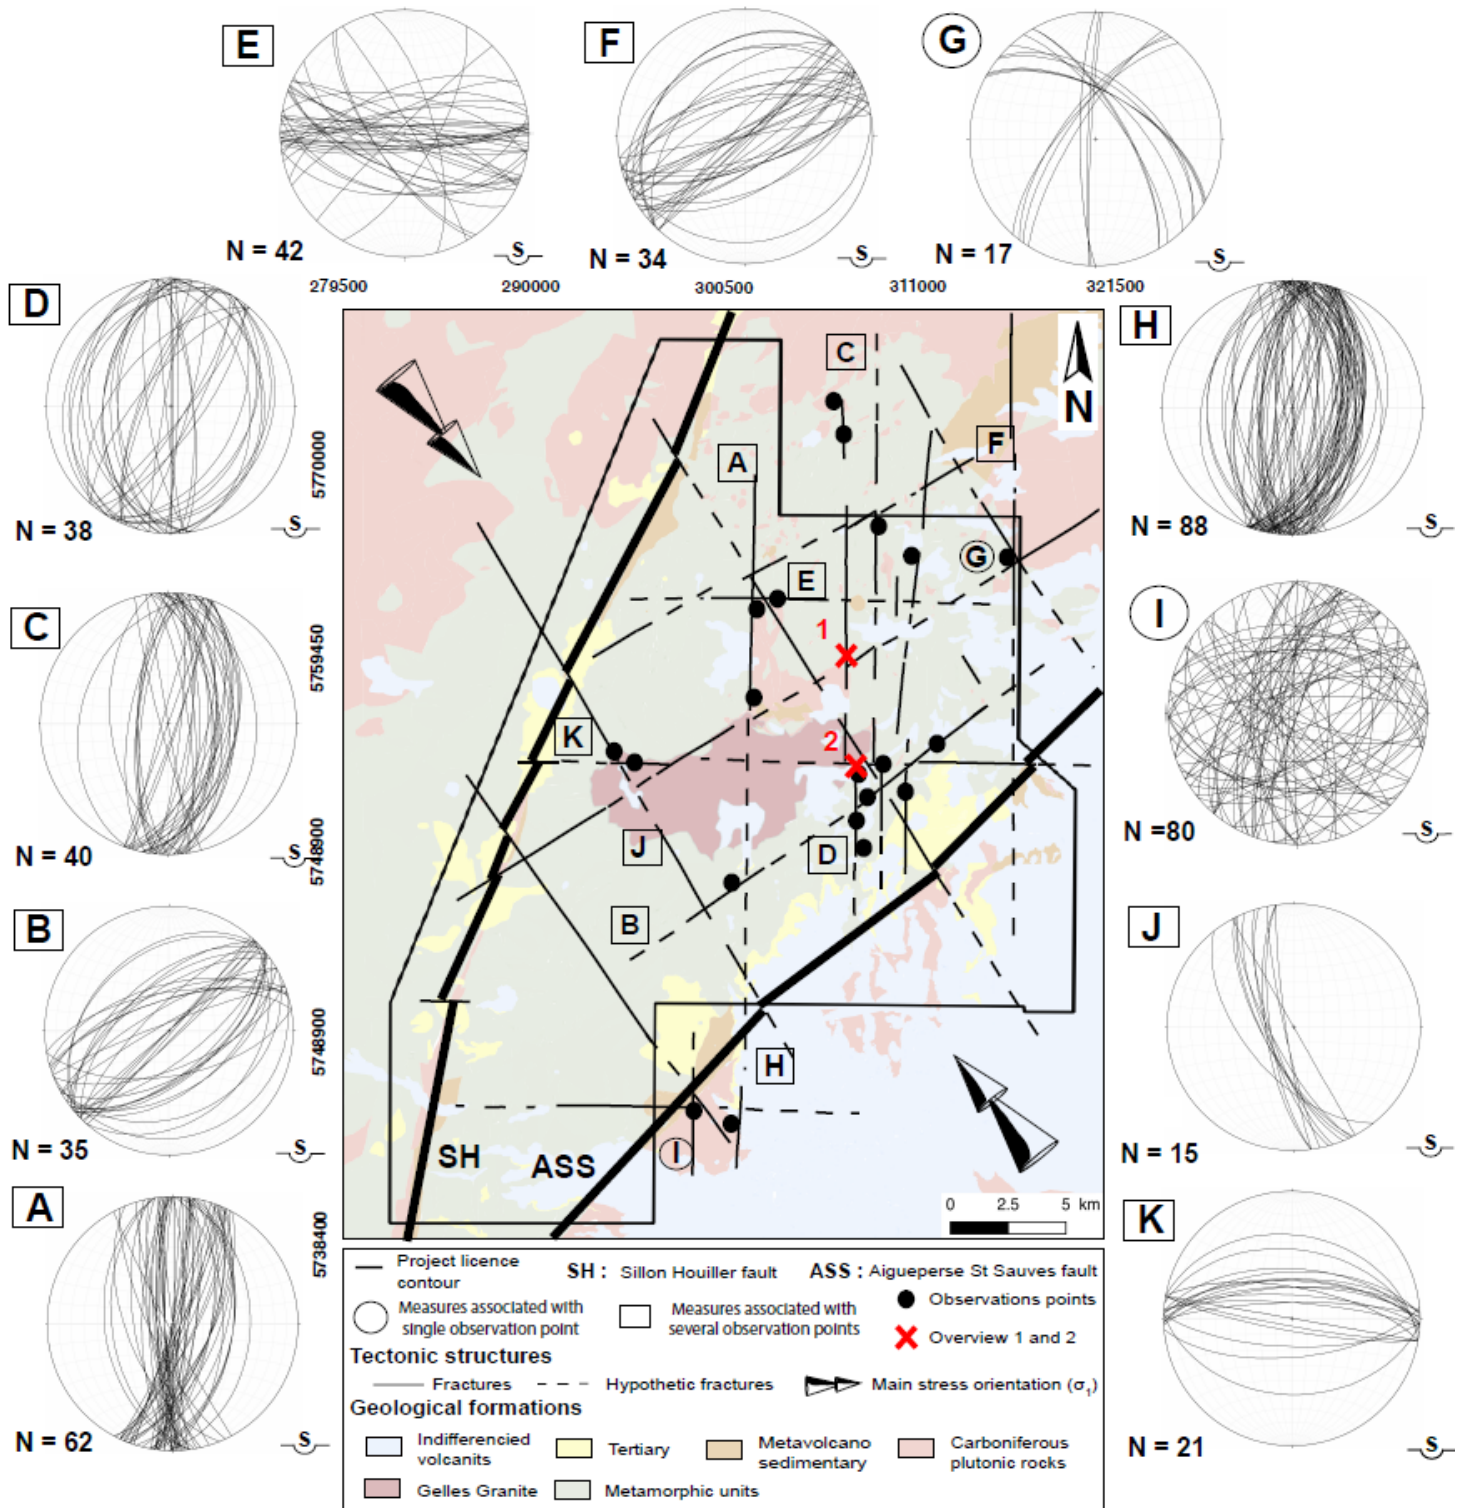 E
F
G
N = 42
S
N = 34
S
N = 17
S
279500
290000
300500
311000
321500
D
H
C
N
5770000
A
F
N = 38
S
N = 88
S
G
E
C
I
1
5759450
K
2
N = 40
S
N =80
S
5748900
J
D
B
B
J
5748900
H
N = 35
S
N = 15
S
SH
ASS
I
A
0 2.5 5 km
K
5738400
N = 62
S
N = 21
S
Project licence contour
SH : Sillon Houiller fault
ASS : Aigueperse St Sauves fault
Measures associated with single observation point
Measures associated with several observation points
Observations points
Overview 1 and 2
Tectonic structures
Fractures
Hypothetic fractures
Main stress orientation (σ1)
Geological formations
Indifferencied volcanits
Tertiary
Metavolcano sedimentary
Carboniferous plutonic rocks
Gelles Granite
Metamorphic units